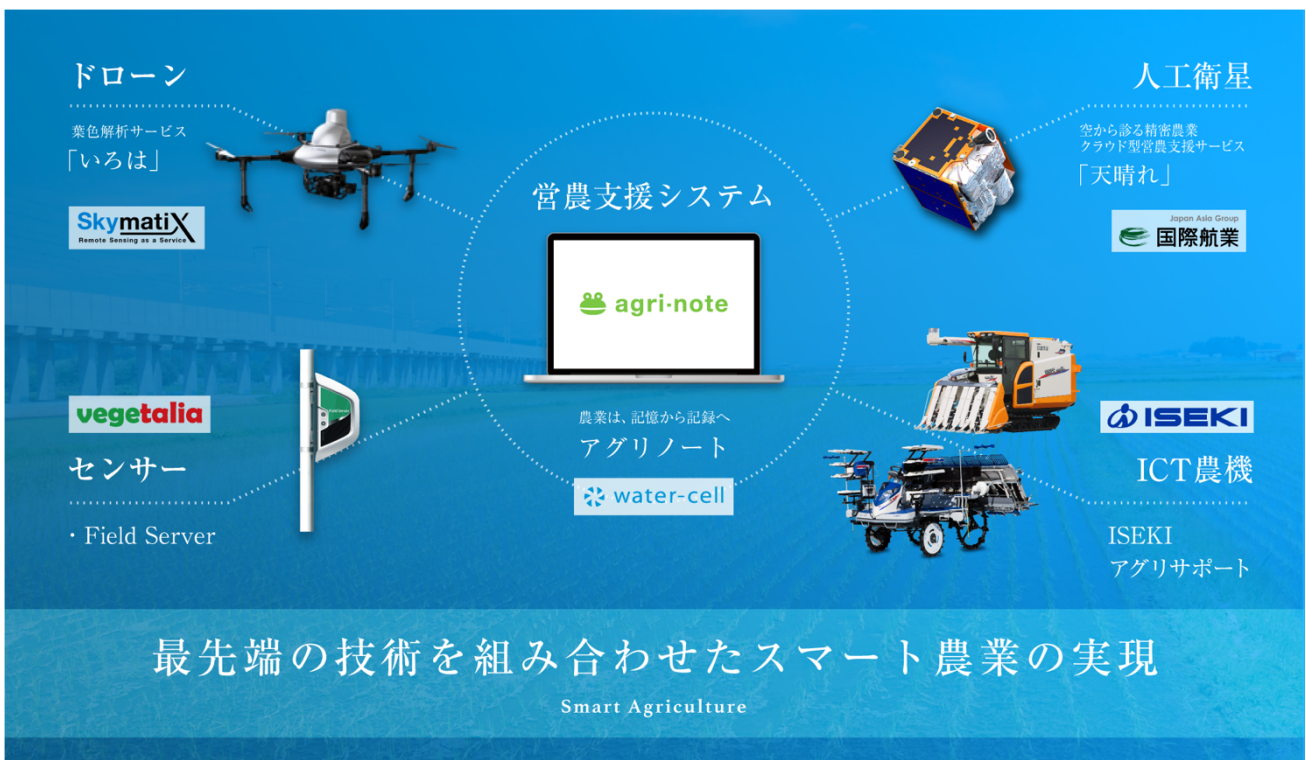 ドローン
葉色解析サービス
「いろは」
SkymatiX
Remote Sensing as a Service
人工衛星
空から診る精密農業
クラウド型営農支援サービス
「天晴れ」
Japan Asia Group
国際航業
営農支援システム
agri-note
農業は、記憶から記録へ
アグリノート
water-cell
vegetalia
センサー
・Field Server
ISEKI
ICT農機
ISEKI
アグリサポート
最先端の技術を組み合わせたスマート農業の実現
Smart Agriculture